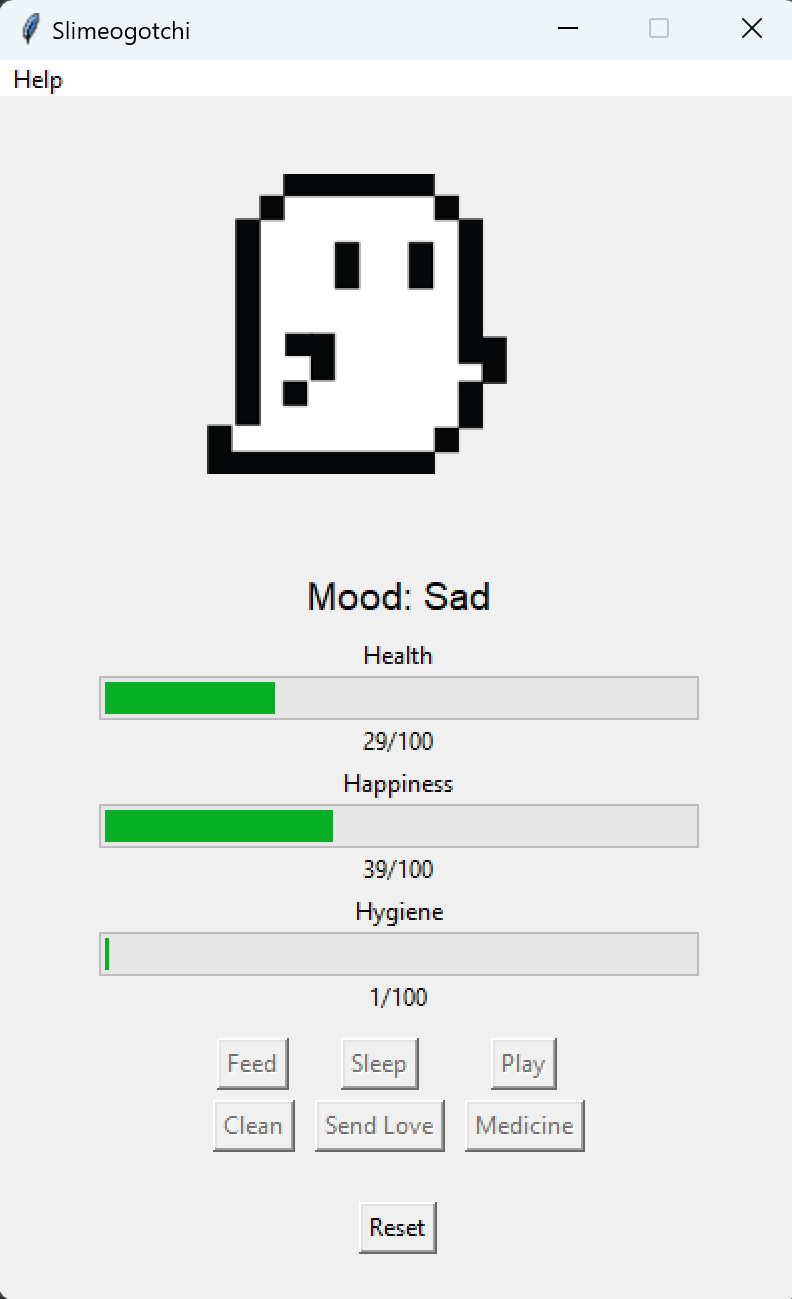 Slimeogotchi
Help
Mood: Sad
Health
29/100
Happiness
39/100
Hygiene
1/100
Feed Sleep Play
Clean Send Love Medicine
Reset